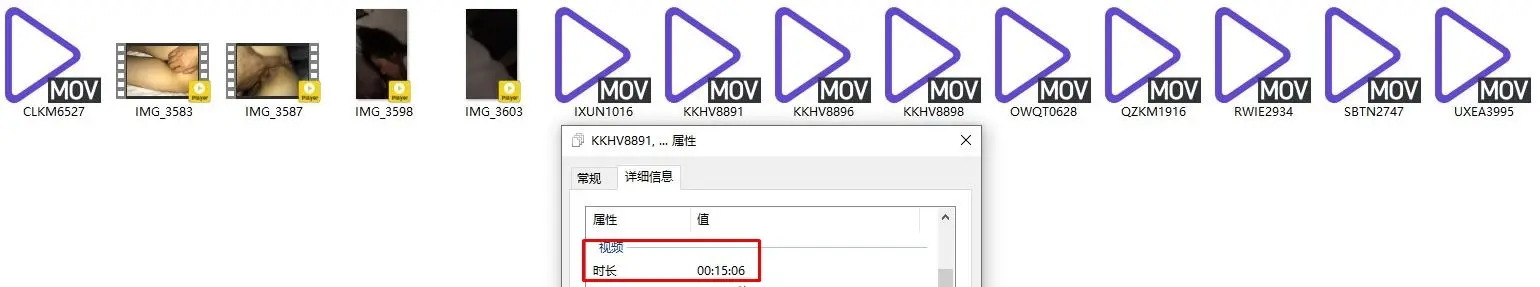 MOV
Player
Player
Player
Player
MOV
MOV
MOV
MOV
MOV
MOV
MOV
MOV
MOV
CLKM6527
IMG_3583
IMG_3587
IMG_3598
IMG_3603
IXUN1016
KKHV8891
KKHV8896
KKHV8898
OWQT0628
QZKM1916
RWIE2934
SBTN2747
UXEA3995
KKHV8891, ... 属性
常规
详细信息
属性 值
视频
时长 00:15:06